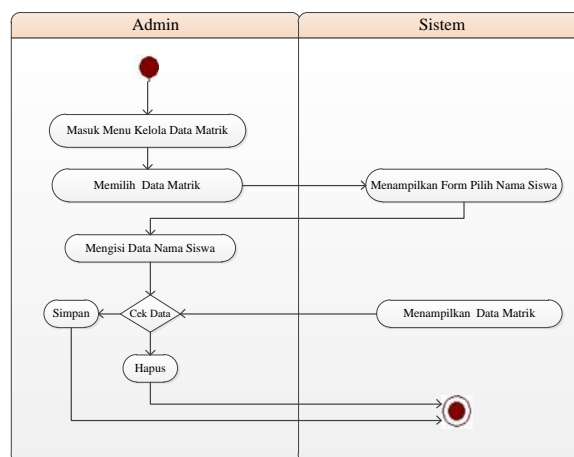 Admin
Sistem
Masuk Menu Kelola Data Matrik
Memilih Data Matrik
Menampilkan Form Pilih Nama Siswa
Mengisi Data Nama Siswa
Simpan
Cek Data
Menampilkan Data Matrik
Hapus